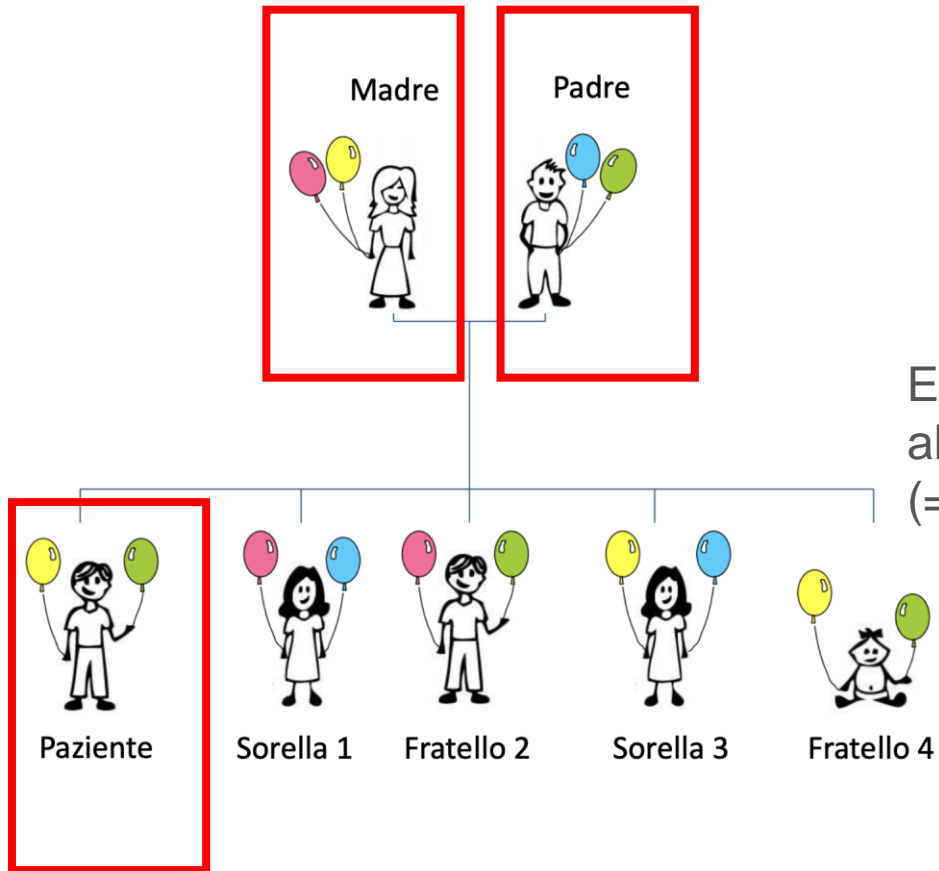 Madre
Padre
Paziente
Sorella 1
Fratello 2
Sorella 3
Fratello 4